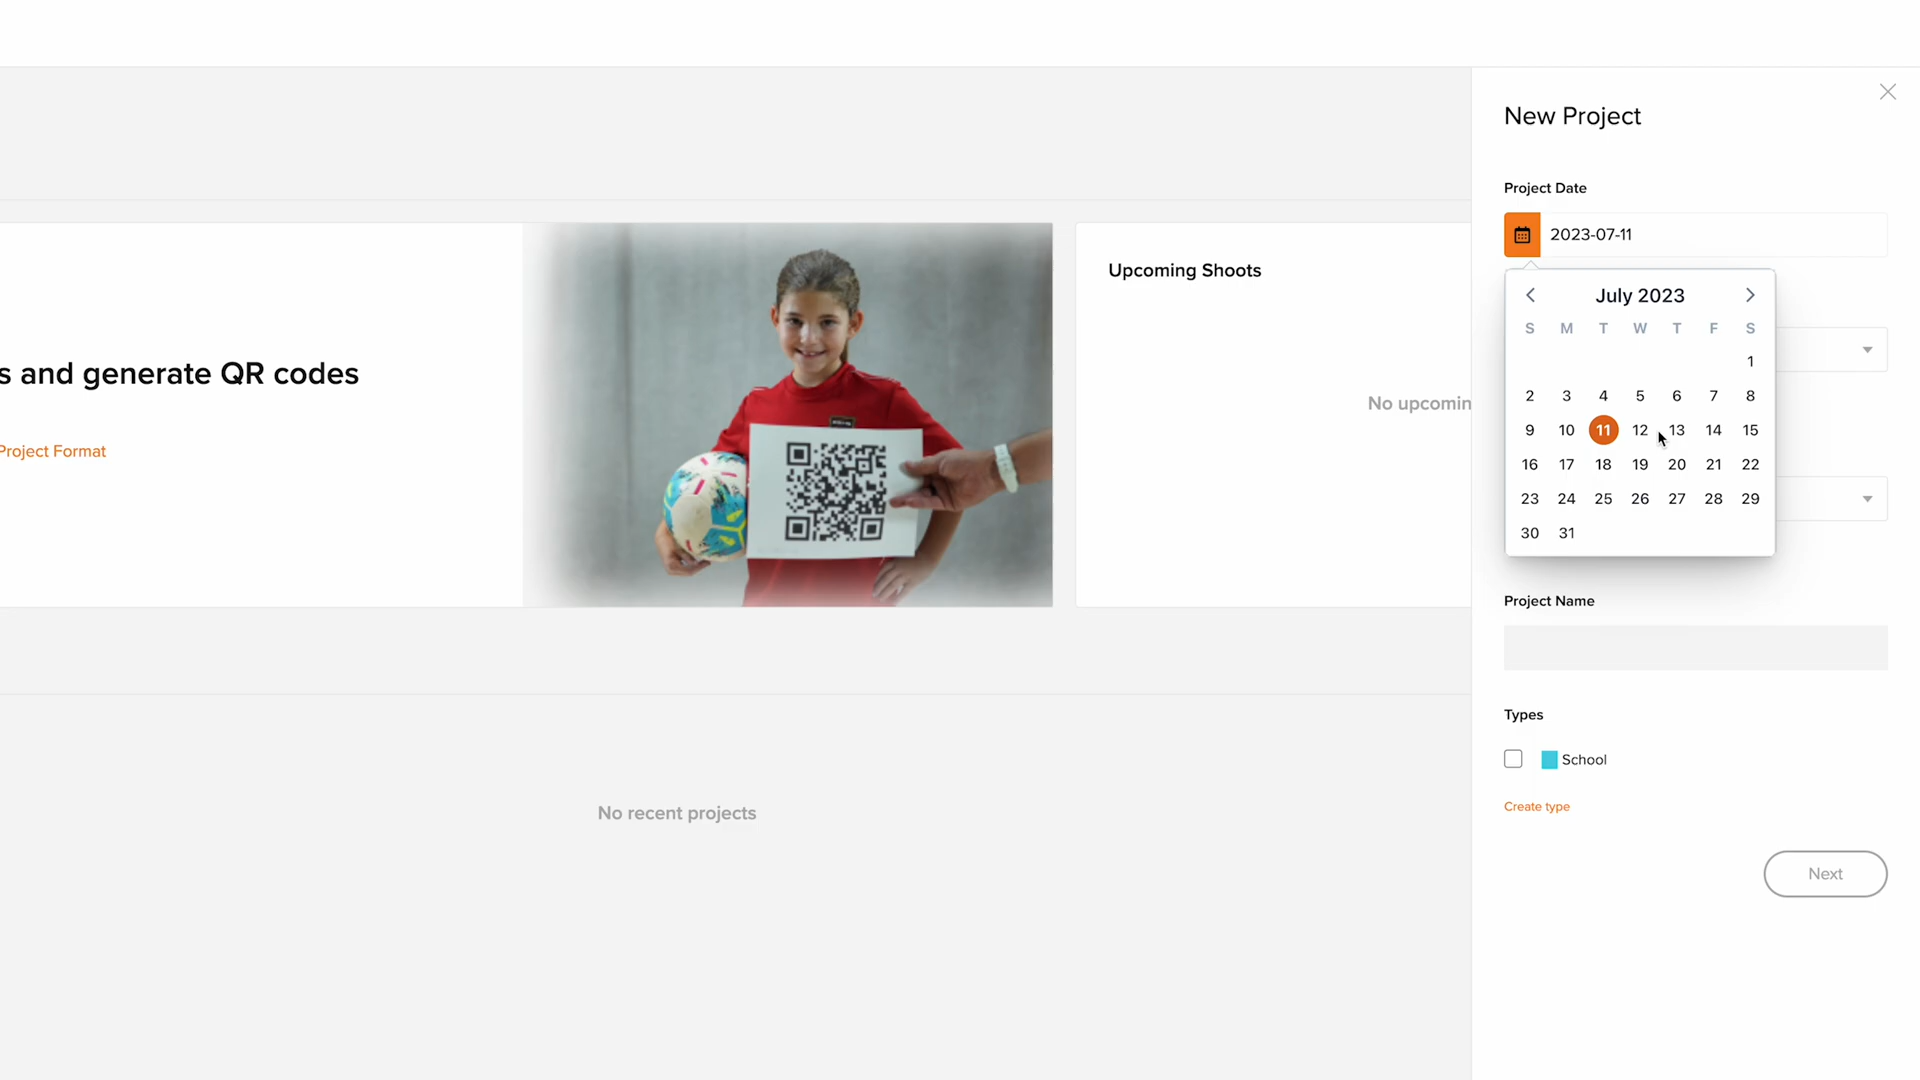 New Project
Project Date
2023-07-11
July 2023
S M T W T F S
1
2 3 4 5 6 7 8
9 10 11 12 13 14 15
16 17 18 19 20 21 22
23 24 25 26 27 28 29
30 31
Project Name
Types
School
Create type
Next
s and generate QR codes
Project Format
Upcoming Shoots
No upcomin
No recent projects